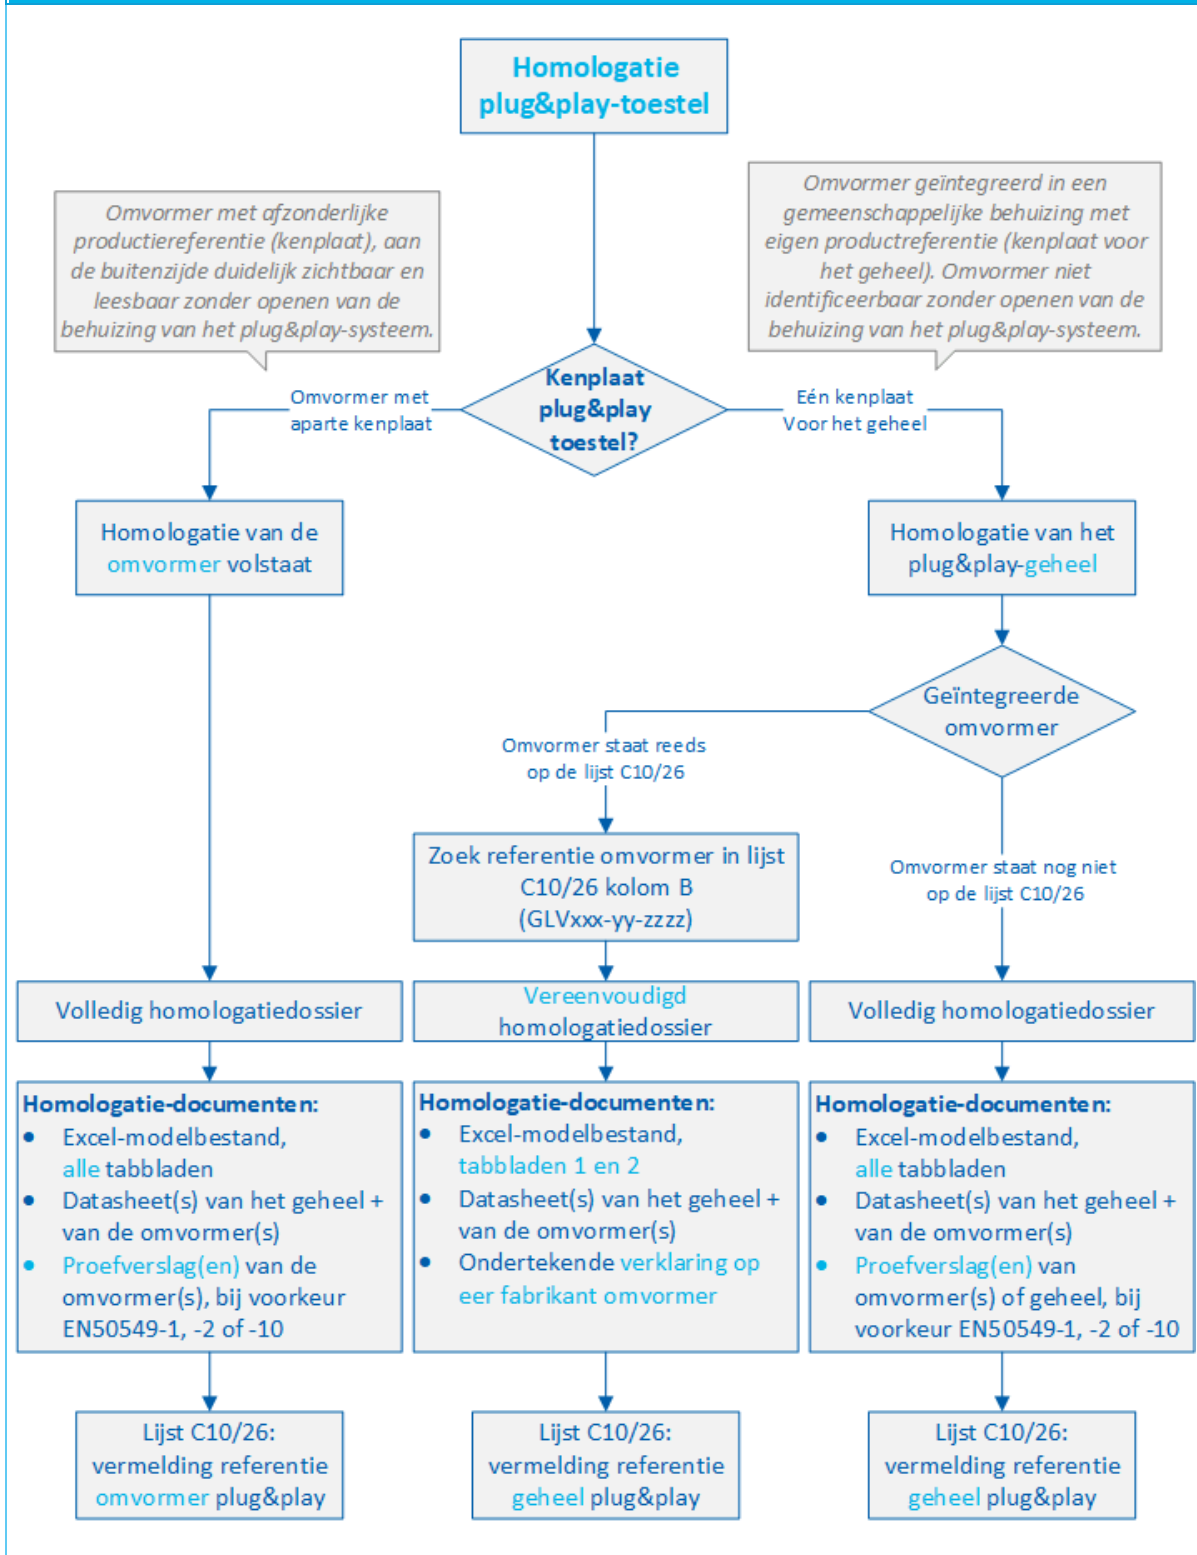 Homologatie
plug&play-toestel
Omvormer met afzonderlijke
productiereferentie (kenplaat), aan
de buitenzijde duidelijk zichtbaar en
leesbaar zonder openen van de
behuizing van het plug&play-systeem.
Omvormer geïntegreerd in een
gemeenschappelijke behuizing met
eigen productreferentie (kenplaat voor
het geheel). Omvormer niet
identificeerbaar zonder openen van de
behuizing van het plug&play-systeem.
Kenplaat
plug&play
toestel?
Omvormer met
aparte kenplaat
Eén kenplaat
Voor het geheel
Homologatie van de
omvormer volstaat
Homologatie van het
plug&play-geheel
Geïntegreerde
omvormer
Omvormer staat reeds
op de lijst C10/26
Zoek referentie omvormer in lijst
C10/26 kolom B
(GLVxxx-yy-zzzz)
Omvormer staat nog niet
op de lijst C10/26
Volledig homologatiedossier
Vereenvoudigd
homologatiedossier
Volledig homologatiedossier
Homologatie-documenten:
• Excel-modelbestand,
alle tabbladen
• Datasheet(s) van het geheel +
van de omvormer(s)
• Proefverslag(en) van de
omvormer(s), bij voorkeur
EN50549-1, -2 of -10
Homologatie-documenten:
• Excel-modelbestand,
tabbladen 1 en 2
• Datasheet(s) van het geheel +
van de omvormer(s)
• Ondertekende verklaring op
eer fabrikant omvormer
Homologatie-documenten:
• Excel-modelbestand,
alle tabbladen
• Datasheet(s) van het geheel +
van de omvormer(s)
• Proefverslag(en) van
omvormer(s) of geheel, bij
voorkeur EN50549-1, -2 of -10
Lijst C10/26:
vermelding referentie
omvormer plug&play
Lijst C10/26:
vermelding referentie
geheel plug&play
Lijst C10/26:
vermelding referentie
geheel plug&play